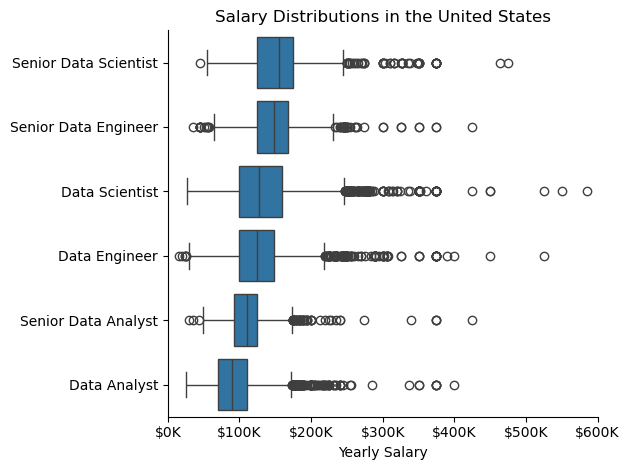 Salary Distributions in the United States
Senior Data Scientist
Senior Data Engineer
Data Scientist
Data Engineer
Senior Data Analyst
Data Analyst
$0K $100K $200K $300K $400K $500K $600K
Yearly Salary